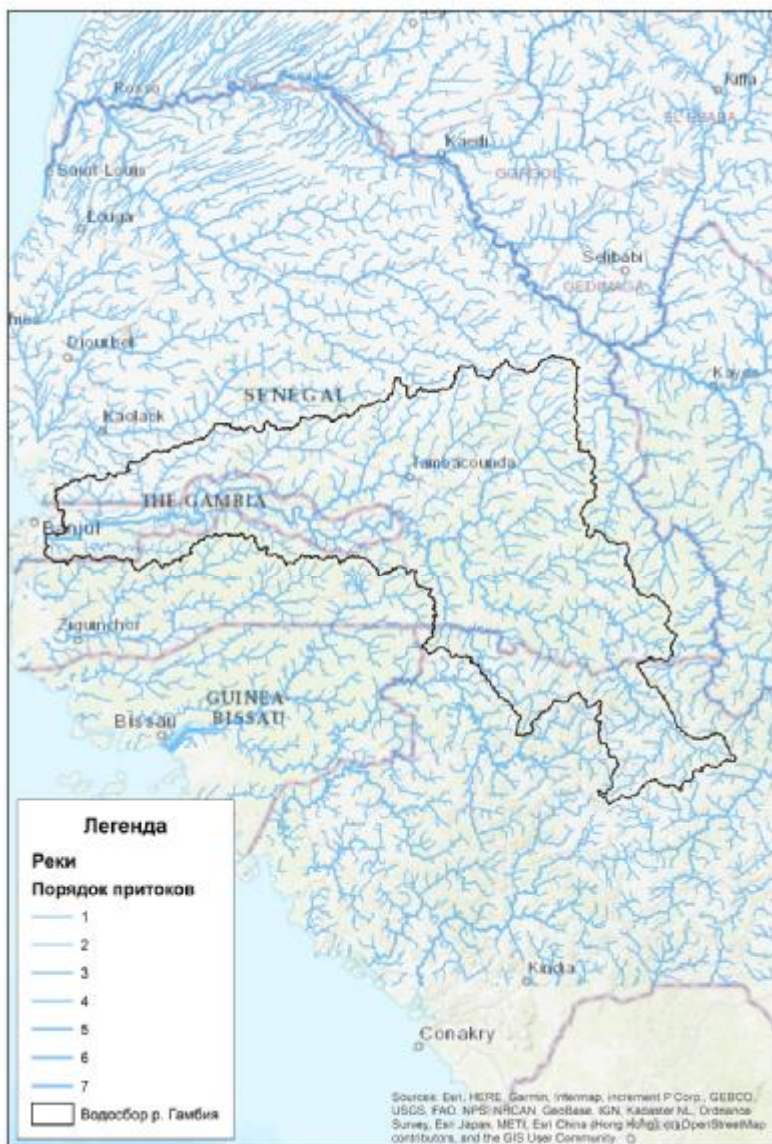 Kiffa
EL ESABA
Rosso
Kaedi
GORGOL
Saint-Louis
Louga
Selibabi
GEDIMAGA
Diourbel
Kayes
SENEGAL
Kaolack
Tambacounda
THE GAMBIA
Banjul
Ziguinchor
GUINEA-
BISSAU
Bissau
Легенда
Реки
Порядок притоков
1
2
3
4
5
6
7
Водосбор р. Гамбия
Kindia
Conakry
Sources: Esri, HERE, Garmin, Intermap, increment P Corp., GEBCO,
USGS, FAO, NPS, NRCAN, GeoBase, IGN, Kadaster NL, Ordnance
Survey, Esri Japan, METI, Esri China (Hong Kong), (c) OpenStreetMap
contributors, and the GIS User Community